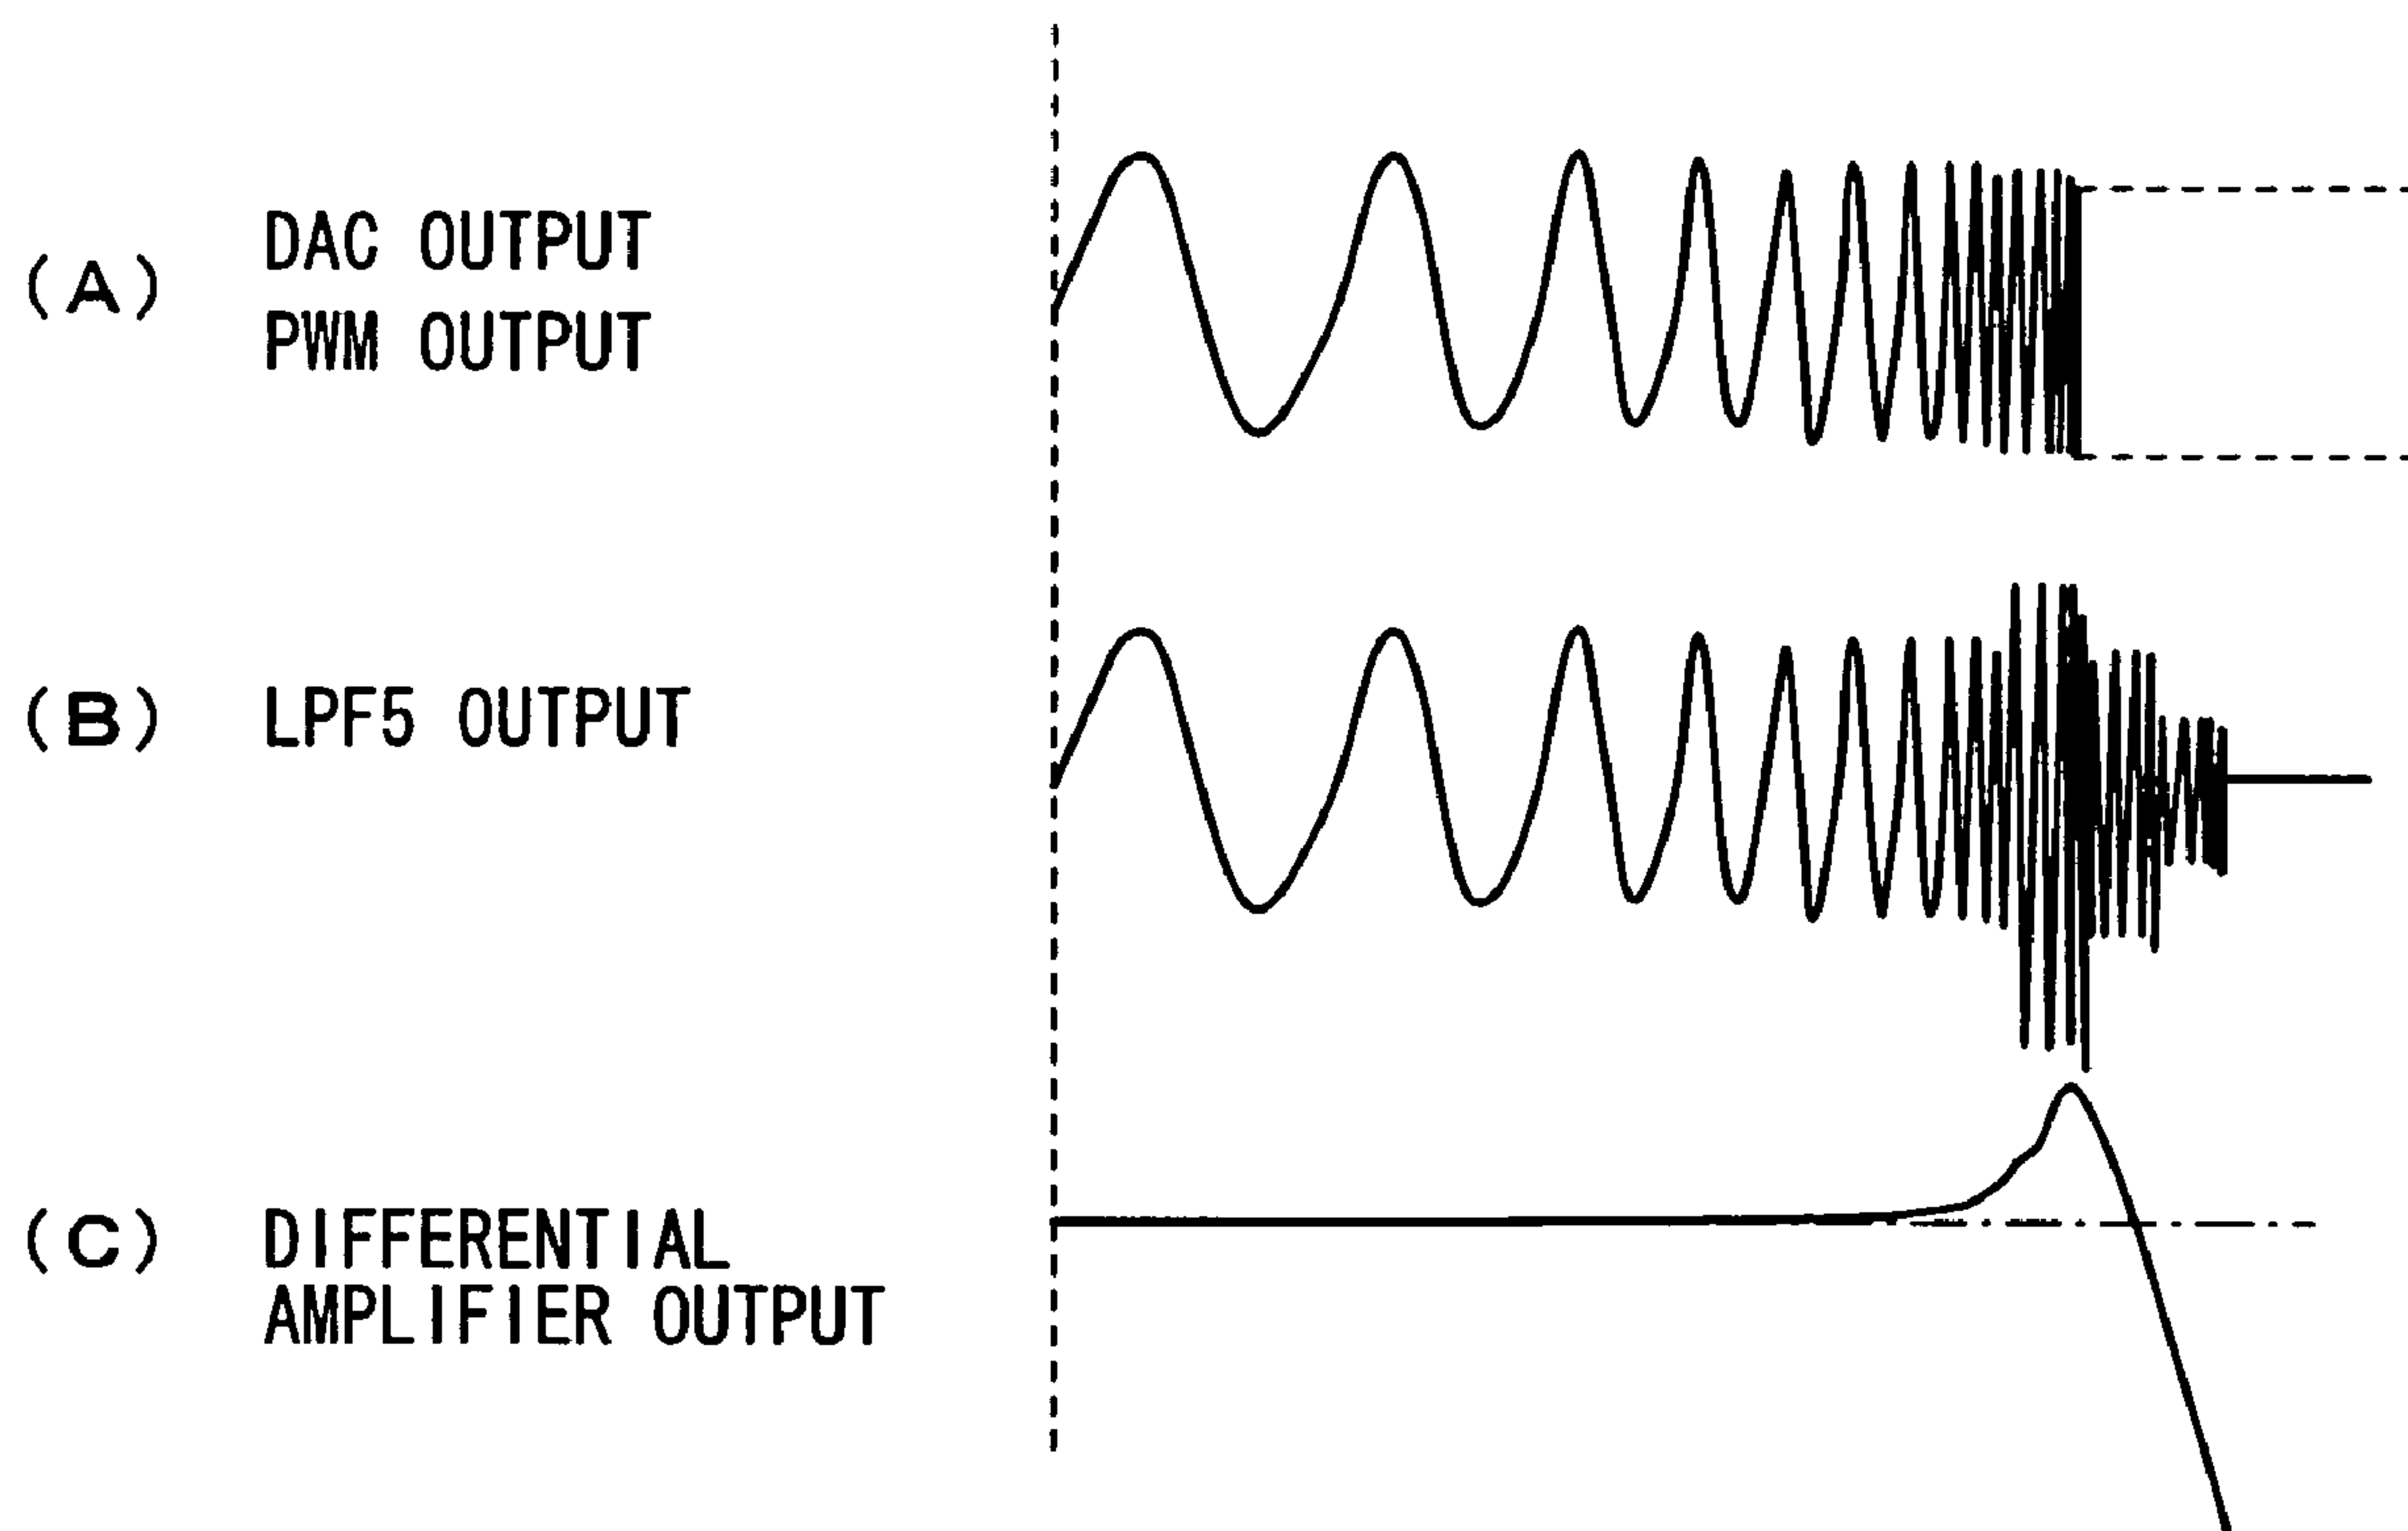 (A) DAC OUTPUT
PWM OUTPUT
(B) LPF5 OUTPUT
(C) DIFFERENTIAL
AMPLIFIER OUTPUT